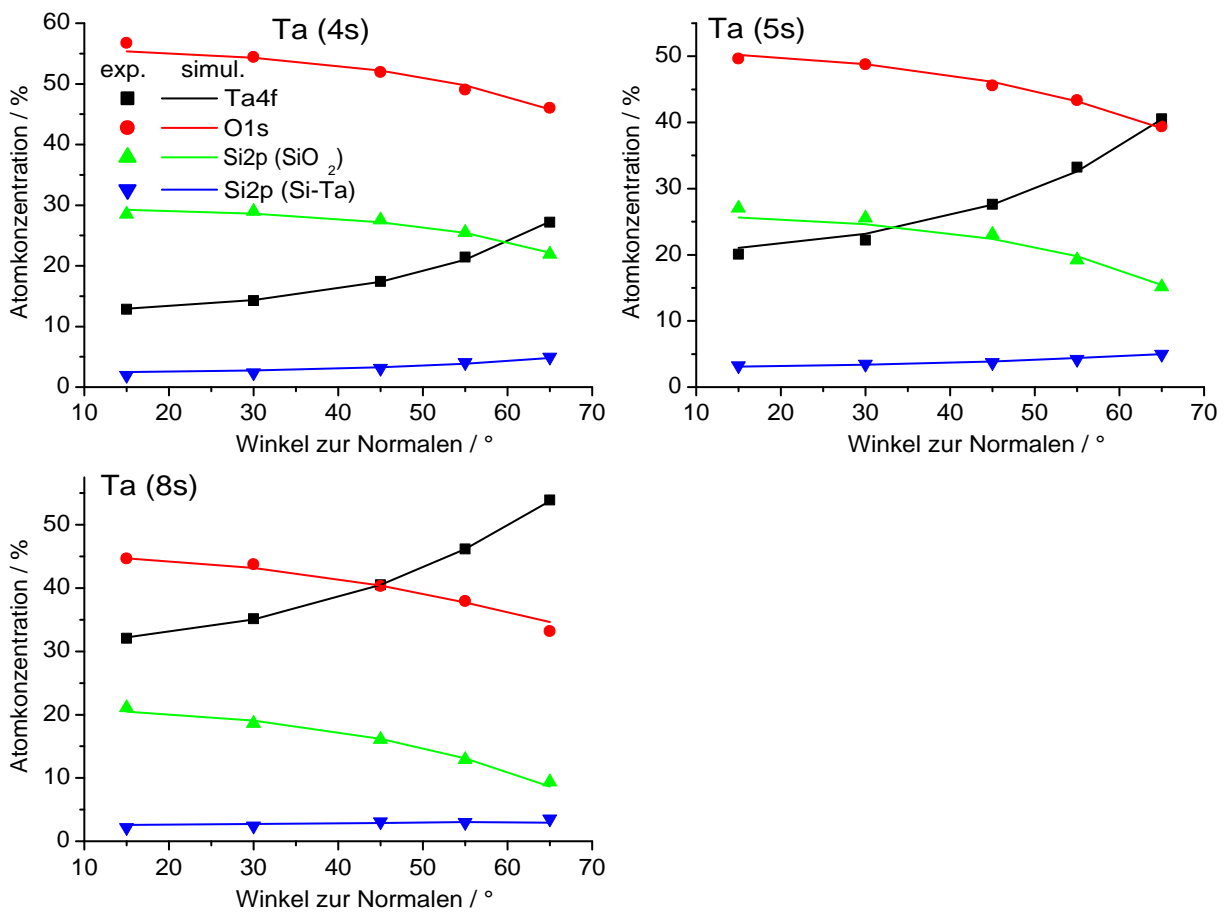 Ta (4s)
60
50
40
30
20
10
0
Atomkonzentration / %
exp. simul.
Ta4f
O1s
Si2p (SiO2)
Si2p (Si-Ta)
10 20 30 40 50 60 70
Winkel zur Normalen / °
Ta (5s)
50
40
30
20
10
0
Atomkonzentration / %
10 20 30 40 50 60 70
Winkel zur Normalen / °
Ta (8s)
50
40
30
20
10
0
Atomkonzentration / %
10 20 30 40 50 60 70
Winkel zur Normalen / °